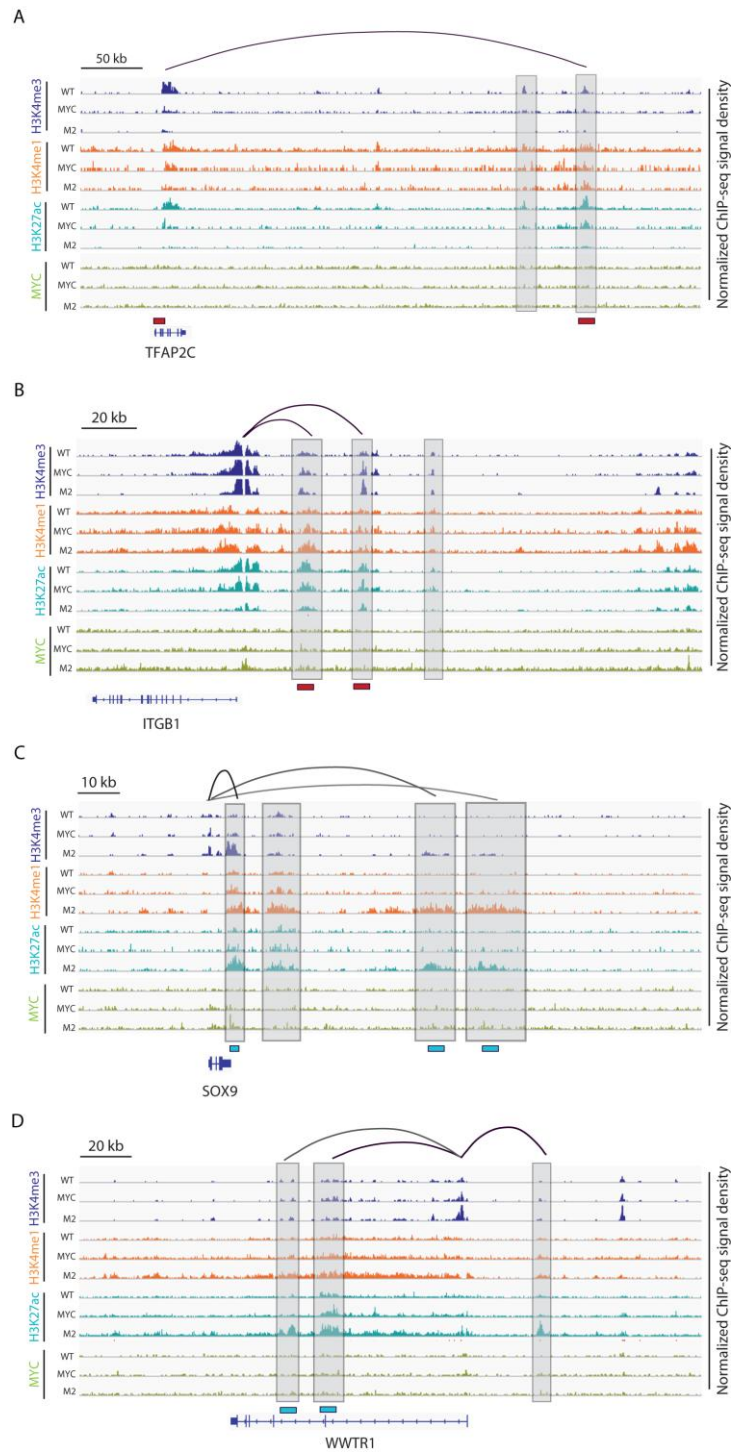 A
50 kb
H3K4me3
WT
MYC
M2
H3K4me1
WT
MYC
M2
H3K27ac
WT
MYC
M2
MYC
WT
MYC
M2
Normalized ChIP-seq signal density
TFAP2C
B
20 kb
H3K4me3
WT
MYC
M2
H3K4me1
WT
MYC
M2
H3K27ac
WT
MYC
M2
MYC
WT
MYC
M2
Normalized ChIP-seq signal density
ITGB1
C
10 kb
H3K4me3
WT
MYC
M2
H3K4me1
WT
MYC
M2
H3K27ac
WT
MYC
M2
MYC
WT
MYC
M2
Normalized ChIP-seq signal density
SOX9
D
20 kb
H3K4me3
WT
MYC
M2
H3K4me1
WT
MYC
M2
H3K27ac
WT
MYC
M2
MYC
WT
MYC
M2
Normalized ChIP-seq signal density
WWTR1